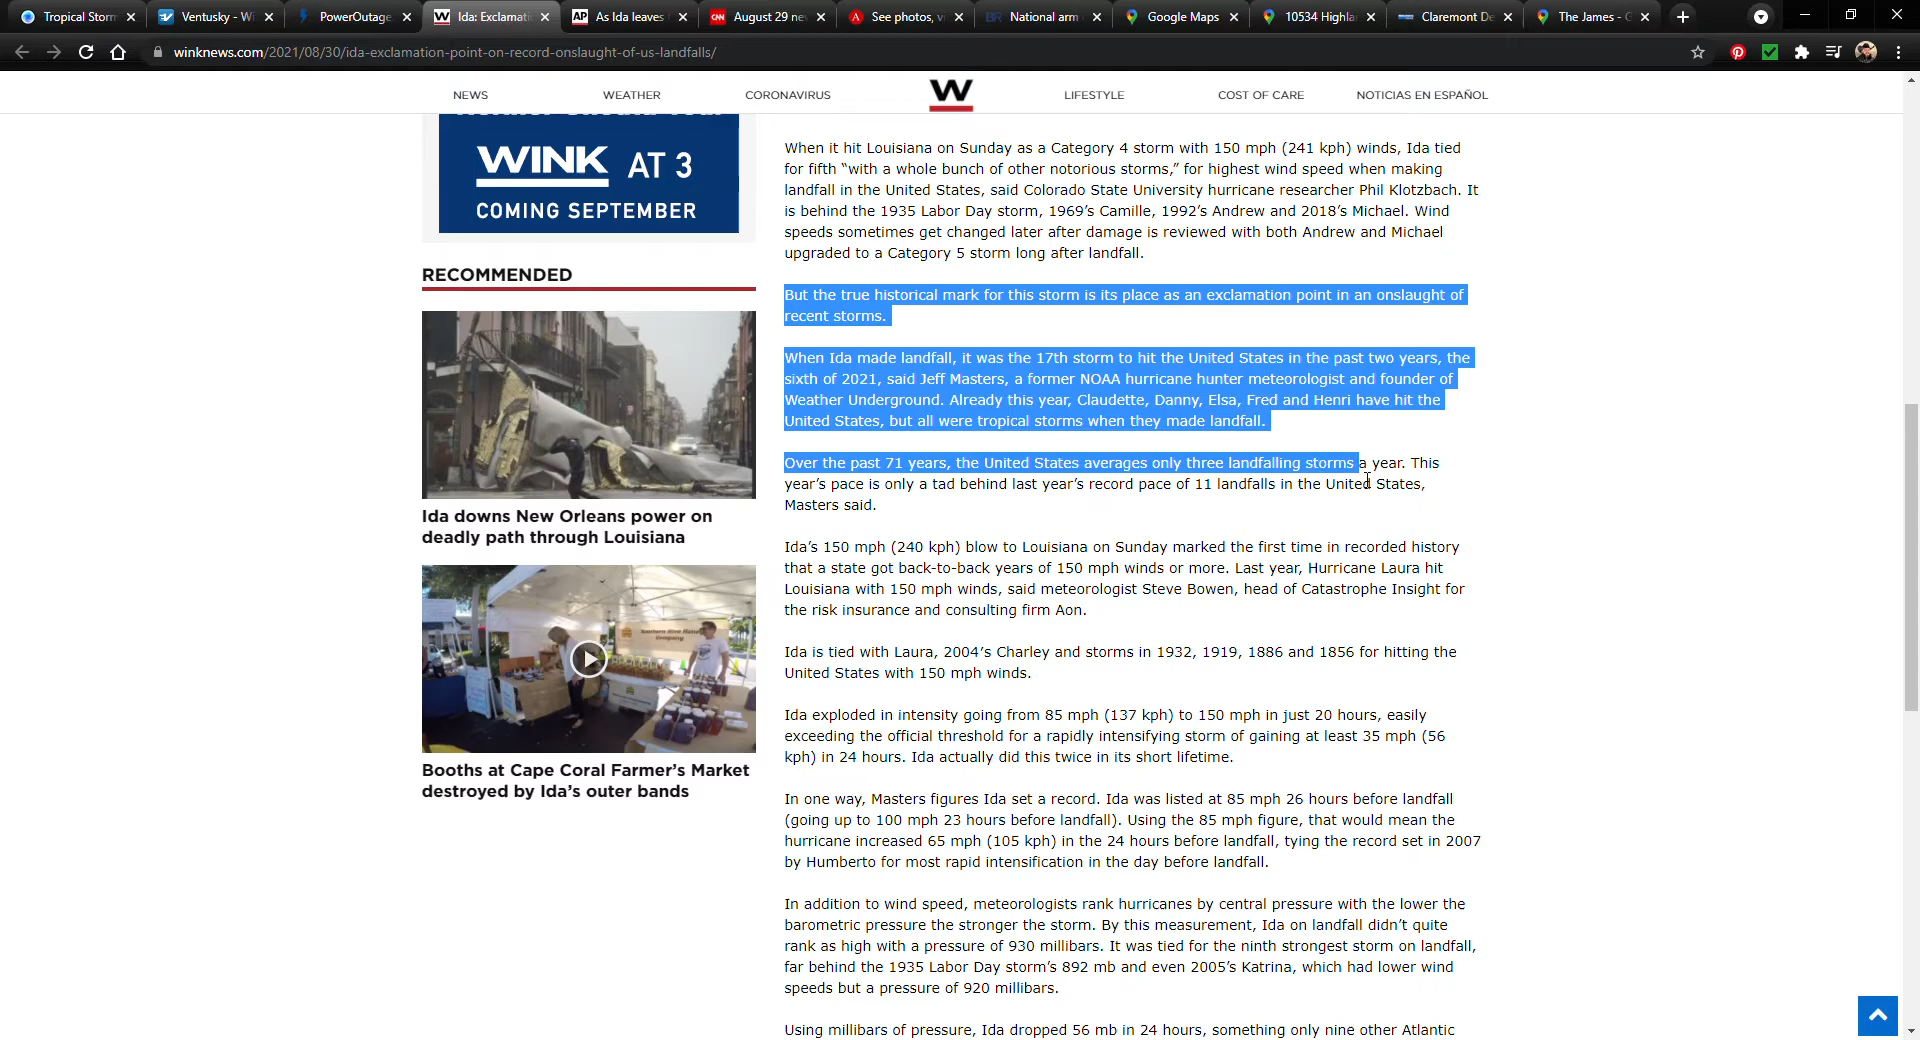 Tropical Storm
Ventusky - Wi
PowerOutage
Ida: Exclamati
AP
As Ida leaves
CNN
August 29 ne
See photos, v
BR
National arm
Google Maps
10534 Highla
Claremont De
The James - G
winknews.com/2021/08/30/ida-exclamation-point-on-record-onslaught-of-us-landfalls/
NEWS
WEATHER
CORONAVIRUS
W
LIFESTYLE
COST OF CARE
NOTICIAS EN ESPAÑOL
WINK AT 3
COMING SEPTEMBER
RECOMMENDED
Ida downs New Orleans power on
deadly path through Louisiana
Southern Hive Honey
Company
Booths at Cape Coral Farmer’s Market
destroyed by Ida’s outer bands
When it hit Louisiana on Sunday as a Category 4 storm with 150 mph (241 kph) winds, Ida tied
for fifth “with a whole bunch of other notorious storms,” for highest wind speed when making
landfall in the United States, said Colorado State University hurricane researcher Phil Klotzbach. It
is behind the 1935 Labor Day storm, 1969’s Camille, 1992’s Andrew and 2018’s Michael. Wind
speeds sometimes get changed later after damage is reviewed with both Andrew and Michael
upgraded to a Category 5 storm long after landfall.
But the true historical mark for this storm is its place as an exclamation point in an onslaught of
recent storms.
When Ida made landfall, it was the 17th storm to hit the United States in the past two years, the
sixth of 2021, said Jeff Masters, a former NOAA hurricane hunter meteorologist and founder of
Weather Underground. Already this year, Claudette, Danny, Elsa, Fred and Henri have hit the
United States, but all were tropical storms when they made landfall.
Over the past 71 years, the United States averages only three landfalling storms a year. This
year’s pace is only a tad behind last year’s record pace of 11 landfalls in the United States,
Masters said.
Ida’s 150 mph (240 kph) blow to Louisiana on Sunday marked the first time in recorded history
that a state got back-to-back years of 150 mph winds or more. Last year, Hurricane Laura hit
Louisiana with 150 mph winds, said meteorologist Steve Bowen, head of Catastrophe Insight for
the risk insurance and consulting firm Aon.
Ida is tied with Laura, 2004’s Charley and storms in 1932, 1919, 1886 and 1856 for hitting the
United States with 150 mph winds.
Ida exploded in intensity going from 85 mph (137 kph) to 150 mph in just 20 hours, easily
exceeding the official threshold for a rapidly intensifying storm of gaining at least 35 mph (56
kph) in 24 hours. Ida actually did this twice in its short lifetime.
In one way, Masters figures Ida set a record. Ida was listed at 85 mph 26 hours before landfall
(going up to 100 mph 23 hours before landfall). Using the 85 mph figure, that would mean the
hurricane increased 65 mph (105 kph) in the 24 hours before landfall, tying the record set in 2007
by Humberto for most rapid intensification in the day before landfall.
In addition to wind speed, meteorologists rank hurricanes by central pressure with the lower the
barometric pressure the stronger the storm. By this measurement, Ida on landfall didn’t quite
rank as high with a pressure of 930 millibars. It was tied for the ninth strongest storm on landfall,
far behind the 1935 Labor Day storm’s 892 mb and even 2005’s Katrina, which had lower wind
speeds but a pressure of 920 millibars.
Using millibars of pressure, Ida dropped 56 mb in 24 hours, something only nine other Atlantic